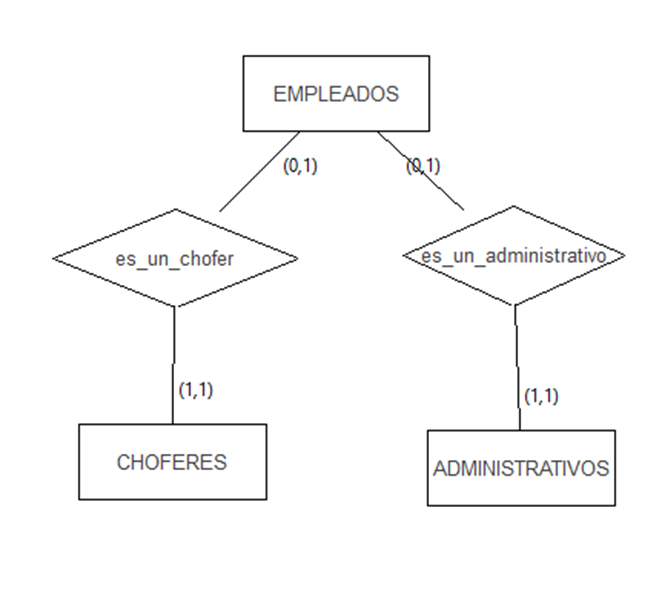 EMPLEADOS
(0,1)
(0,1)
es_un_chofer
es_un_administrativo
(1,1)
(1,1)
CHOFERES
ADMINISTRATIVOS